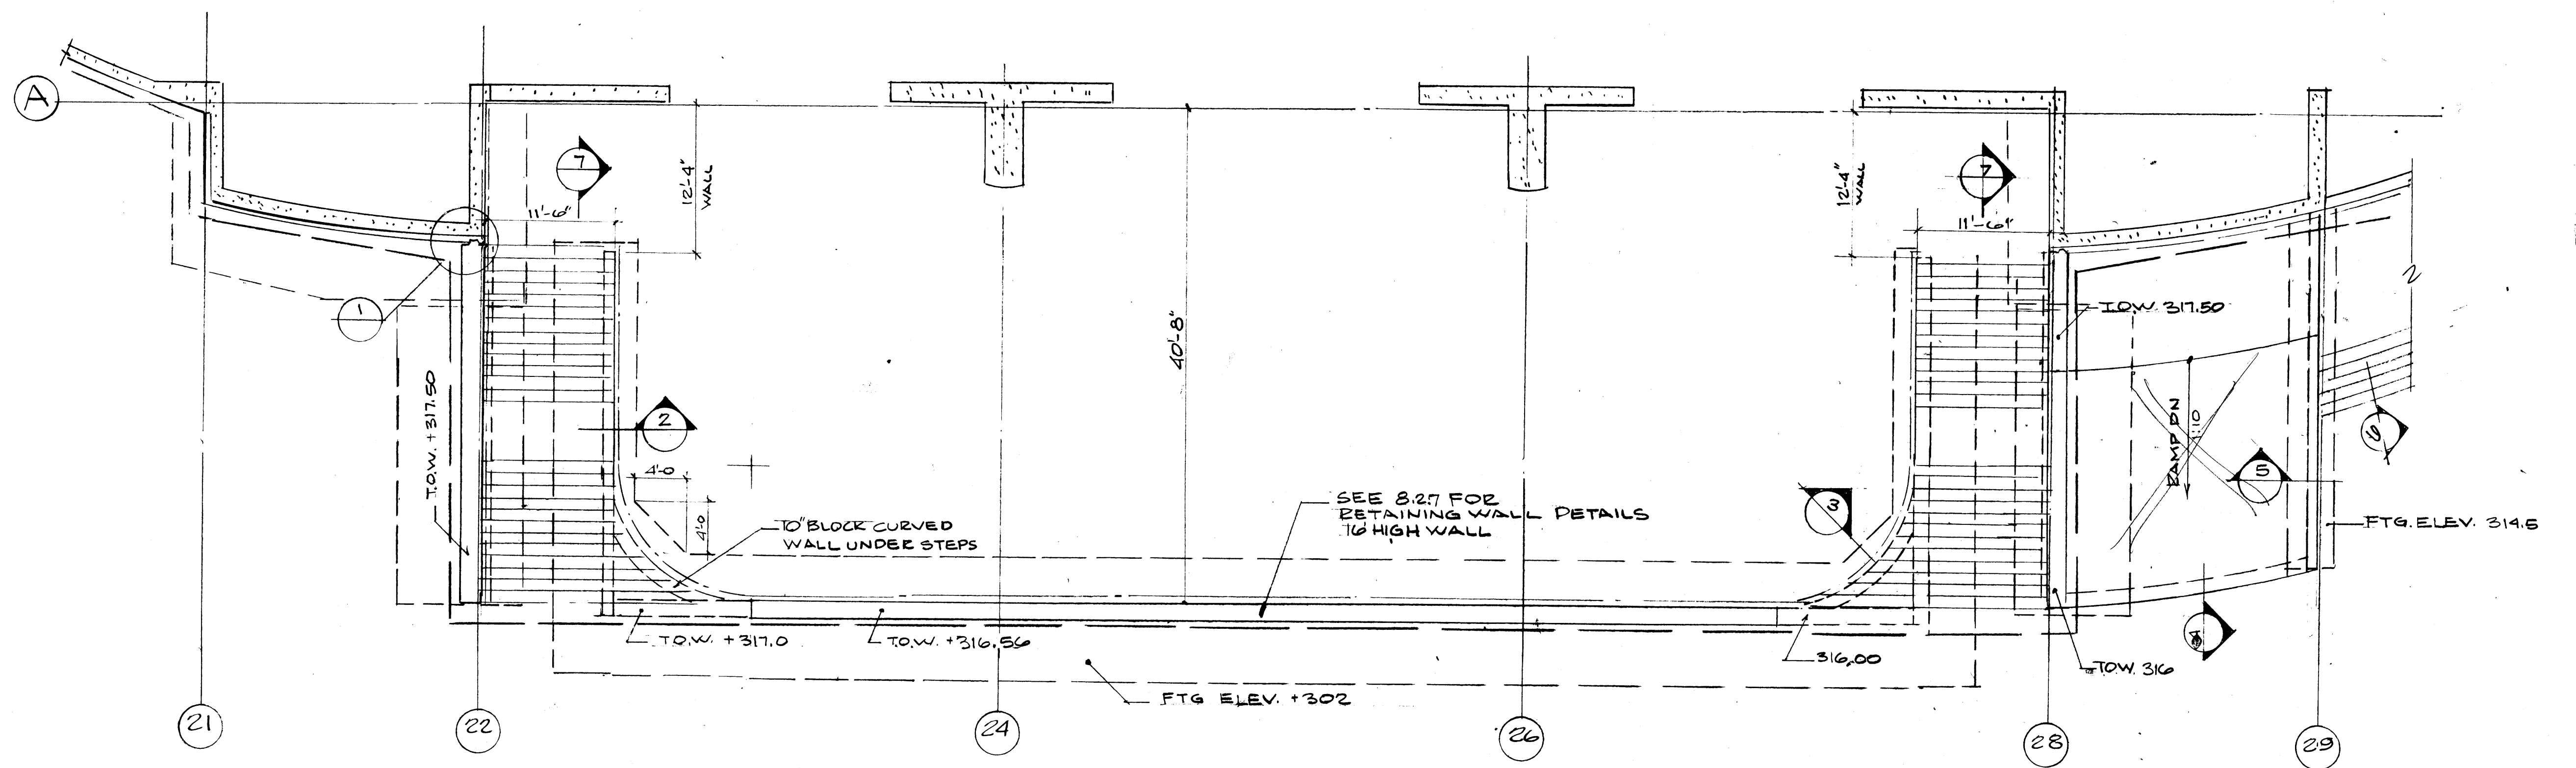 A
7
7
12'-4"
WALL
12'-4"
WALL
11'-6"
11'-6"
1
2
40'-8"
T.O.W. +317.50
T.O.W. 317.50
2
4'-0
4'-0
10" BLOCK CURVED
WALL UNDER STEPS
SEE 8.27 FOR
RETAINING WALL DETAILS
16' HIGH WALL
3
RAMP DN
1:10
5
6
FTG. ELEV. 314.5
T.O.W. +317.0
T.O.W. +316.56
316.00
T.O.W. 316
4
FTG ELEV. +302
21
22
24
26
28
29